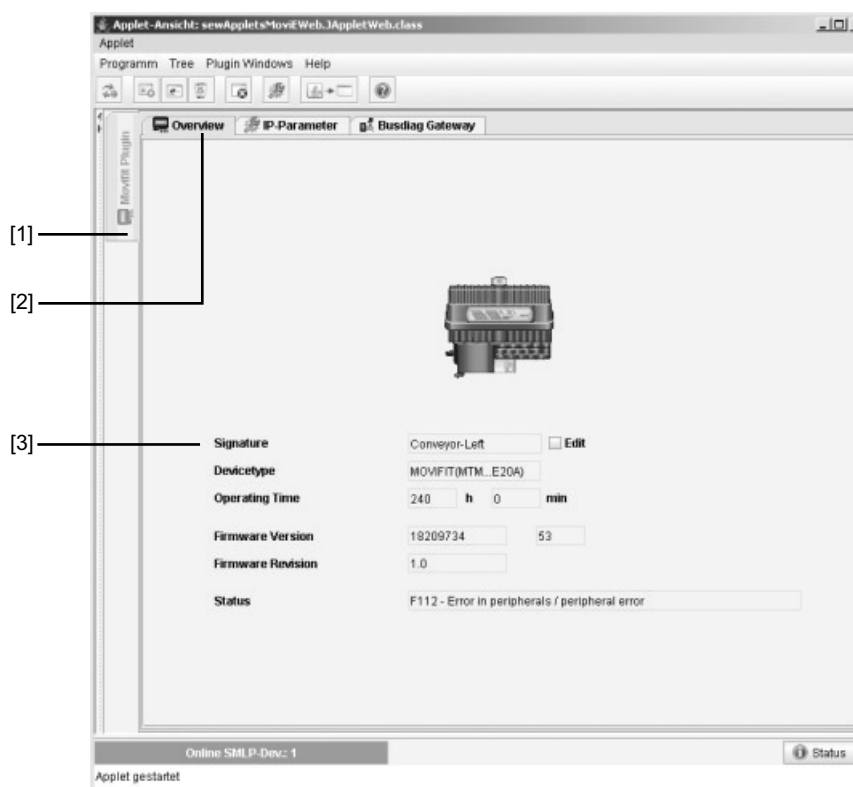 Applet-Ansicht: sewAppletsMoviEWeb.JAppletWeb.class
Applet
Programm Tree Plugin Windows Help
Overview IP-Parameter Busdiag Gateway
Movifit Plugin
[1]
[2]
[3]
Signature Conveyor-Left Edit
Devicetype MOVIFIT(MTM...E20A)
Operating Time 240 h 0 min
Firmware Version 18209734 53
Firmware Revision 1.0
Status F112 - Error in peripherals / peripheral error
Online SMLP-Dev.: 1 Status
Applet gestartet